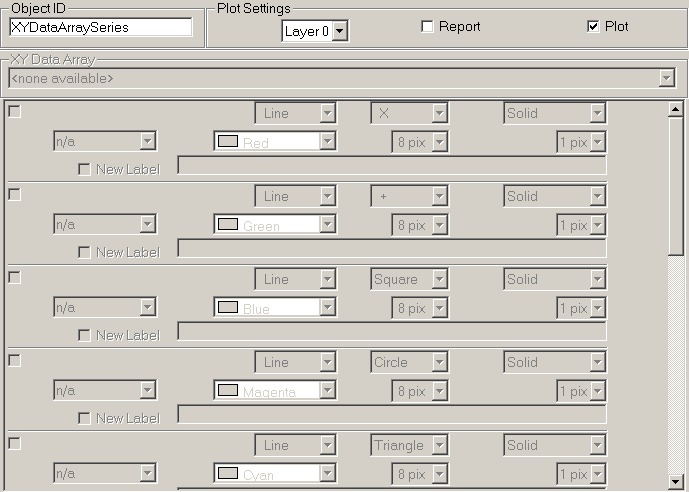 Object ID
Plot Settings
XYDataArraySeries
Layer 0
Report
Plot
XY Data Array
<none available>
Line
X
Solid
n/a
Red
8 pix
1 pix
New Label
Line
+
Solid
n/a
Green
8 pix
1 pix
New Label
Line
Square
Solid
n/a
Blue
8 pix
1 pix
New Label
Line
Circle
Solid
n/a
Magenta
8 pix
1 pix
New Label
Line
Triangle
Solid
n/a
Cyan
8 pix
1 pix